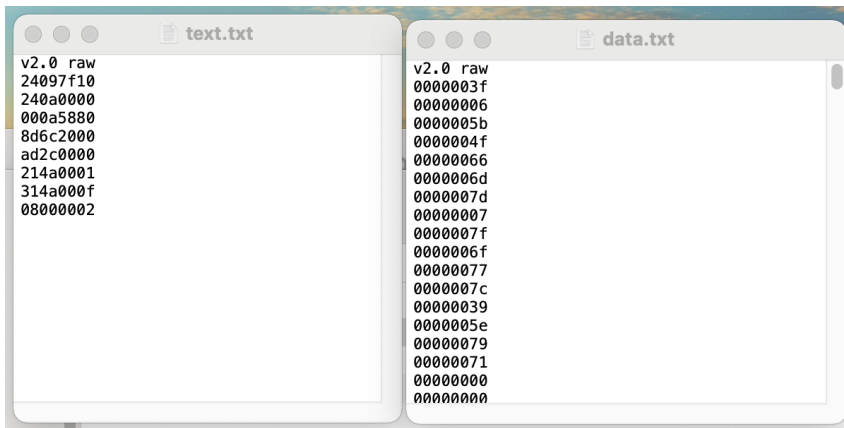 text.txt
v2.0 raw
24097f10
240a0000
000a5880
8d6c2000
ad2c0000
214a0001
314a000f
08000002
data.txt
v2.0 raw
0000003f
00000006
0000005b
0000004f
00000066
0000006d
0000007d
00000007
0000007f
0000006f
00000077
0000007c
00000039
0000005e
00000079
00000071
00000000
00000000